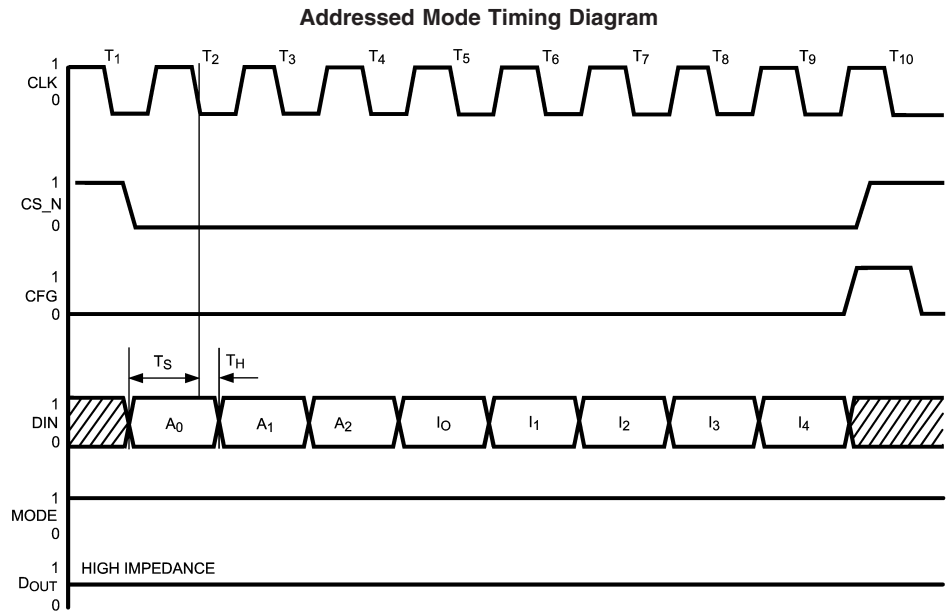 Addressed Mode Timing Diagram
T1 T2 T3 T4 T5 T6 T7 T8 T9 T10
1
CLK
0
1
CS_N
0
1
CFG
0
TS TH
1
DIN
0
A0 A1 A2 IO I1 I2 I3 I4
1
MODE
0
1
HIGH IMPEDANCE
DOUT
0